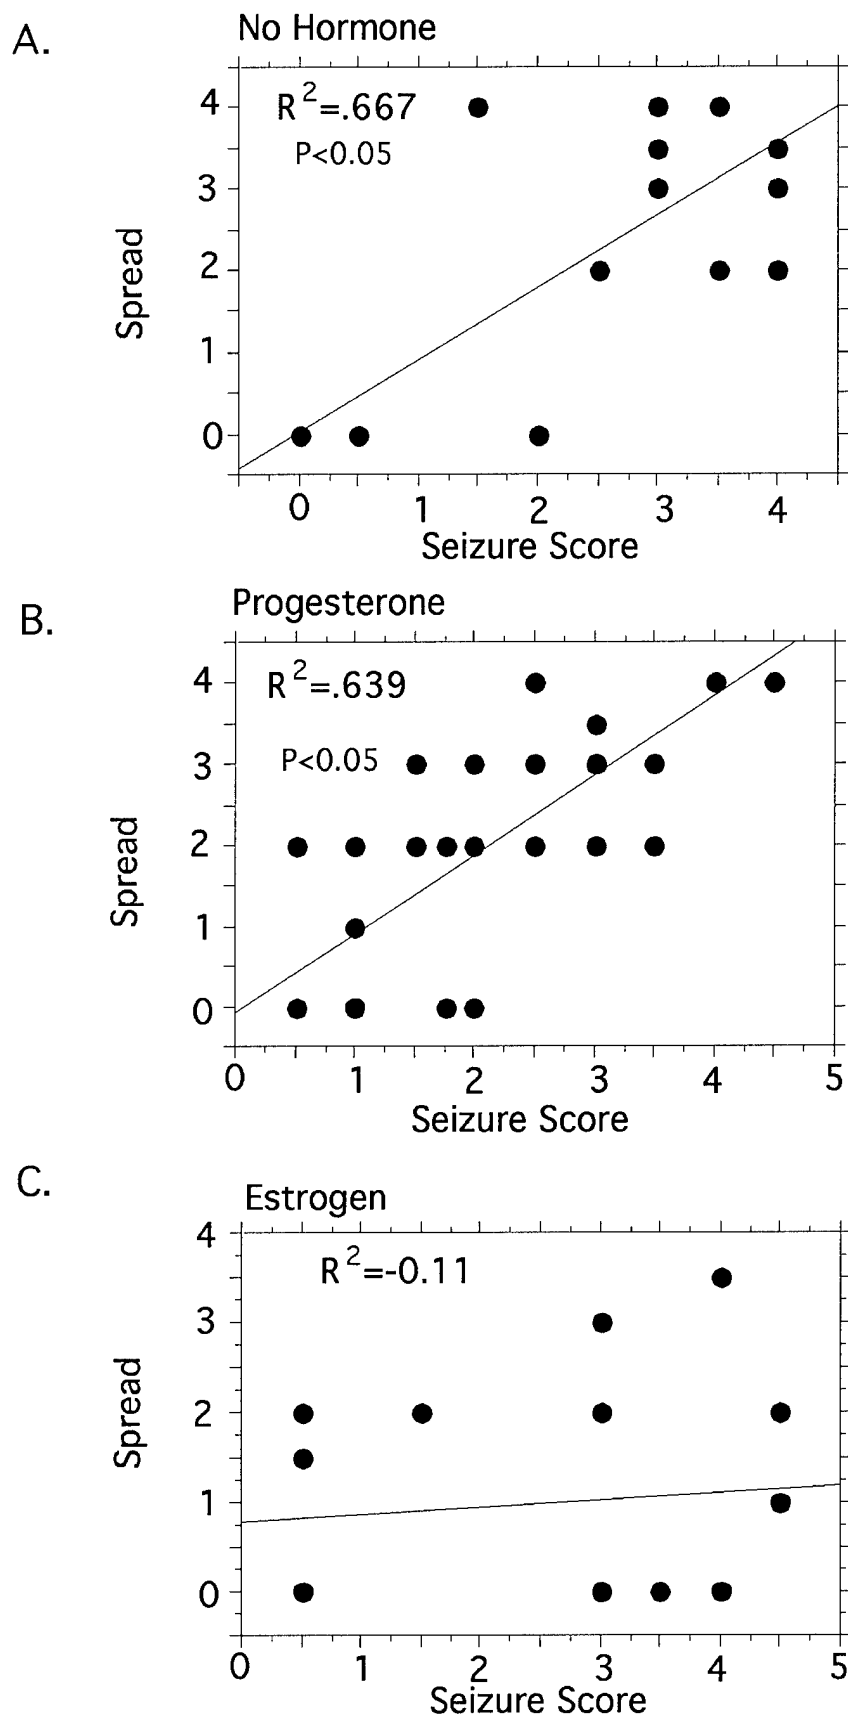 A.
No Hormone
R²=.667
P<0.05
4
3
2
1
0
Spread
0 1 2 3 4
Seizure Score
B.
Progesterone
R²=.639
P<0.05
4
3
2
1
0
Spread
0 1 2 3 4 5
Seizure Score
C.
Estrogen
R²=-0.11
4
3
2
1
0
Spread
0 1 2 3 4 5
Seizure Score